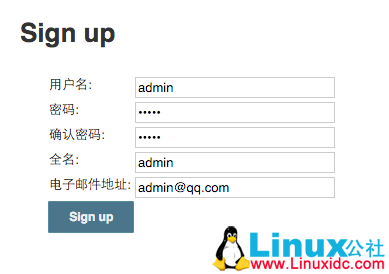 Sign up
用户名: admin
密码: •••••
确认密码: •••••
全名: admin
电子邮件地址: admin@qq.com
Sign up
Linux公社
www.Linuxidc.com